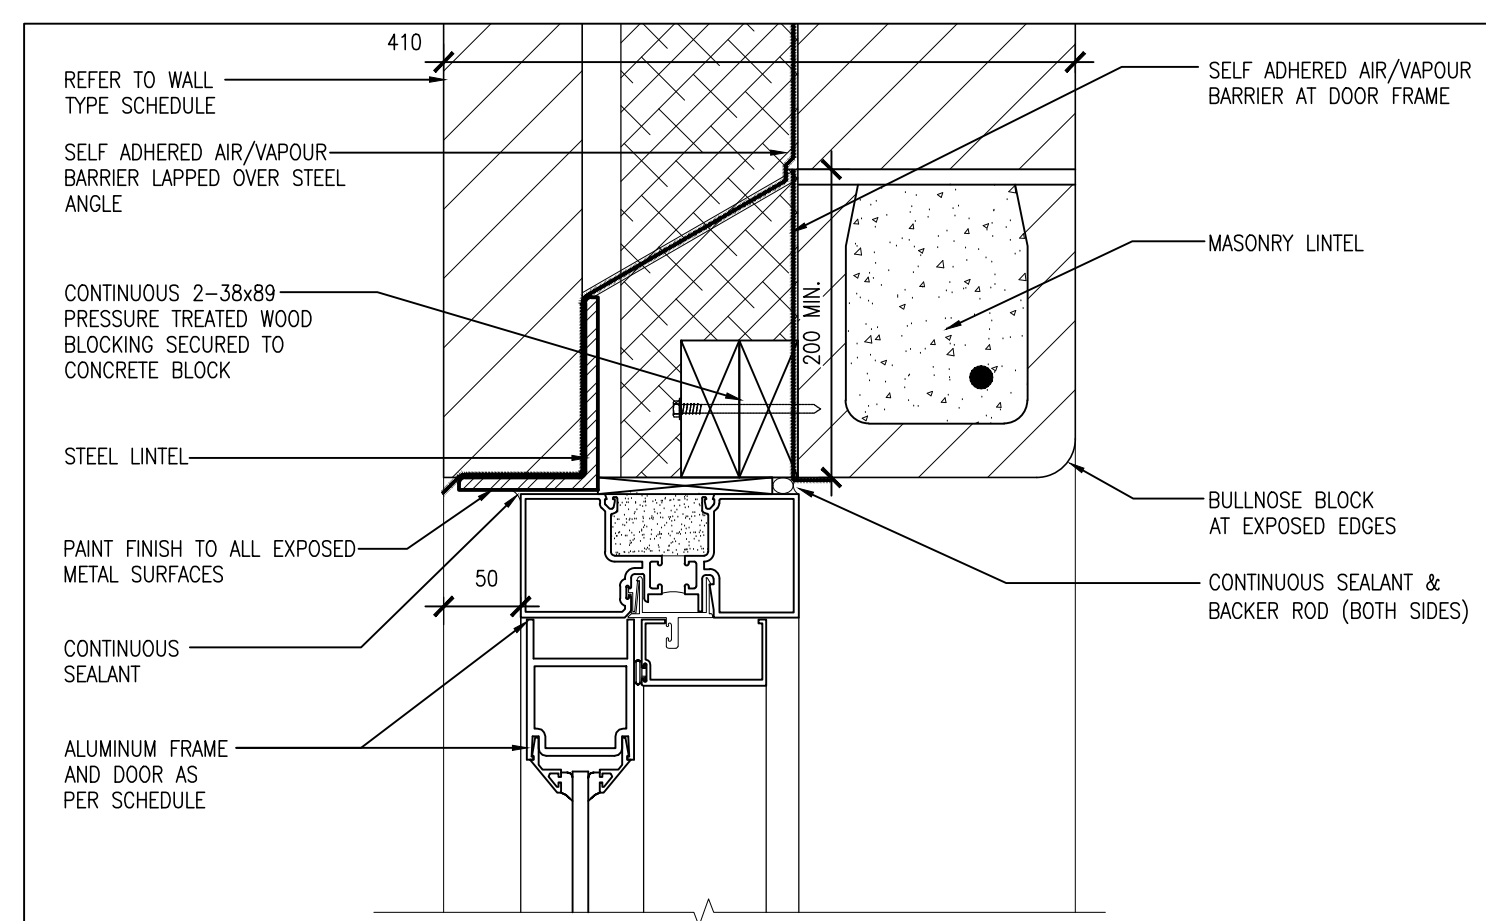 410
REFER TO WALL
TYPE SCHEDULE
SELF ADHERED AIR/VAPOUR
BARRIER LAPPED OVER STEEL
ANGLE
CONTINUOUS 2-38x89
PRESSURE TREATED WOOD
BLOCKING SECURED TO
CONCRETE BLOCK
STEEL LINTEL
PAINT FINISH TO ALL EXPOSED
METAL SURFACES
50
CONTINUOUS
SEALANT
ALUMINUM FRAME
AND DOOR AS
PER SCHEDULE
200 MIN.
SELF ADHERED AIR/VAPOUR
BARRIER AT DOOR FRAME
MASONRY LINTEL
BULLNOSE BLOCK
AT EXPOSED EDGES
CONTINUOUS SEALANT &
BACKER ROD (BOTH SIDES)